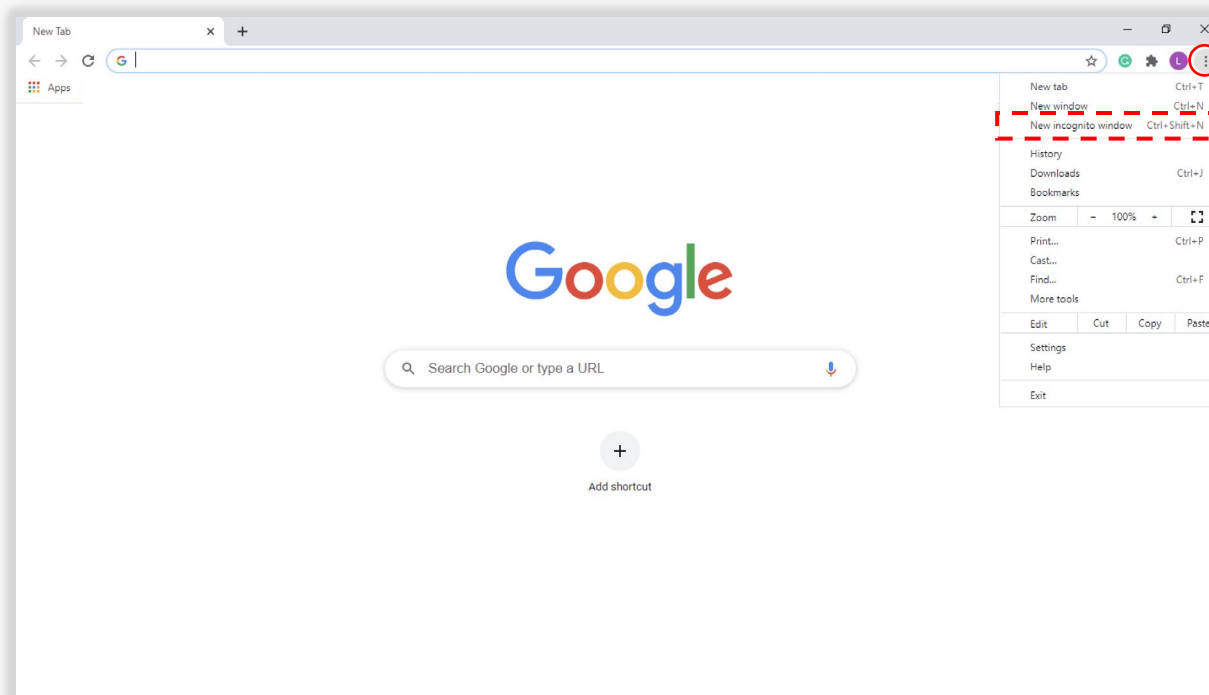 New Tab
G
L
Apps
New tab Ctrl+T
New window Ctrl+N
New incognito window Ctrl+Shift+N
History
Downloads Ctrl+J
Bookmarks
Zoom - 100% +
Print... Ctrl+P
Cast...
Find... Ctrl+F
More tools
Edit Cut Copy Paste
Settings
Help
Exit
Google
Search Google or type a URL
Add shortcut